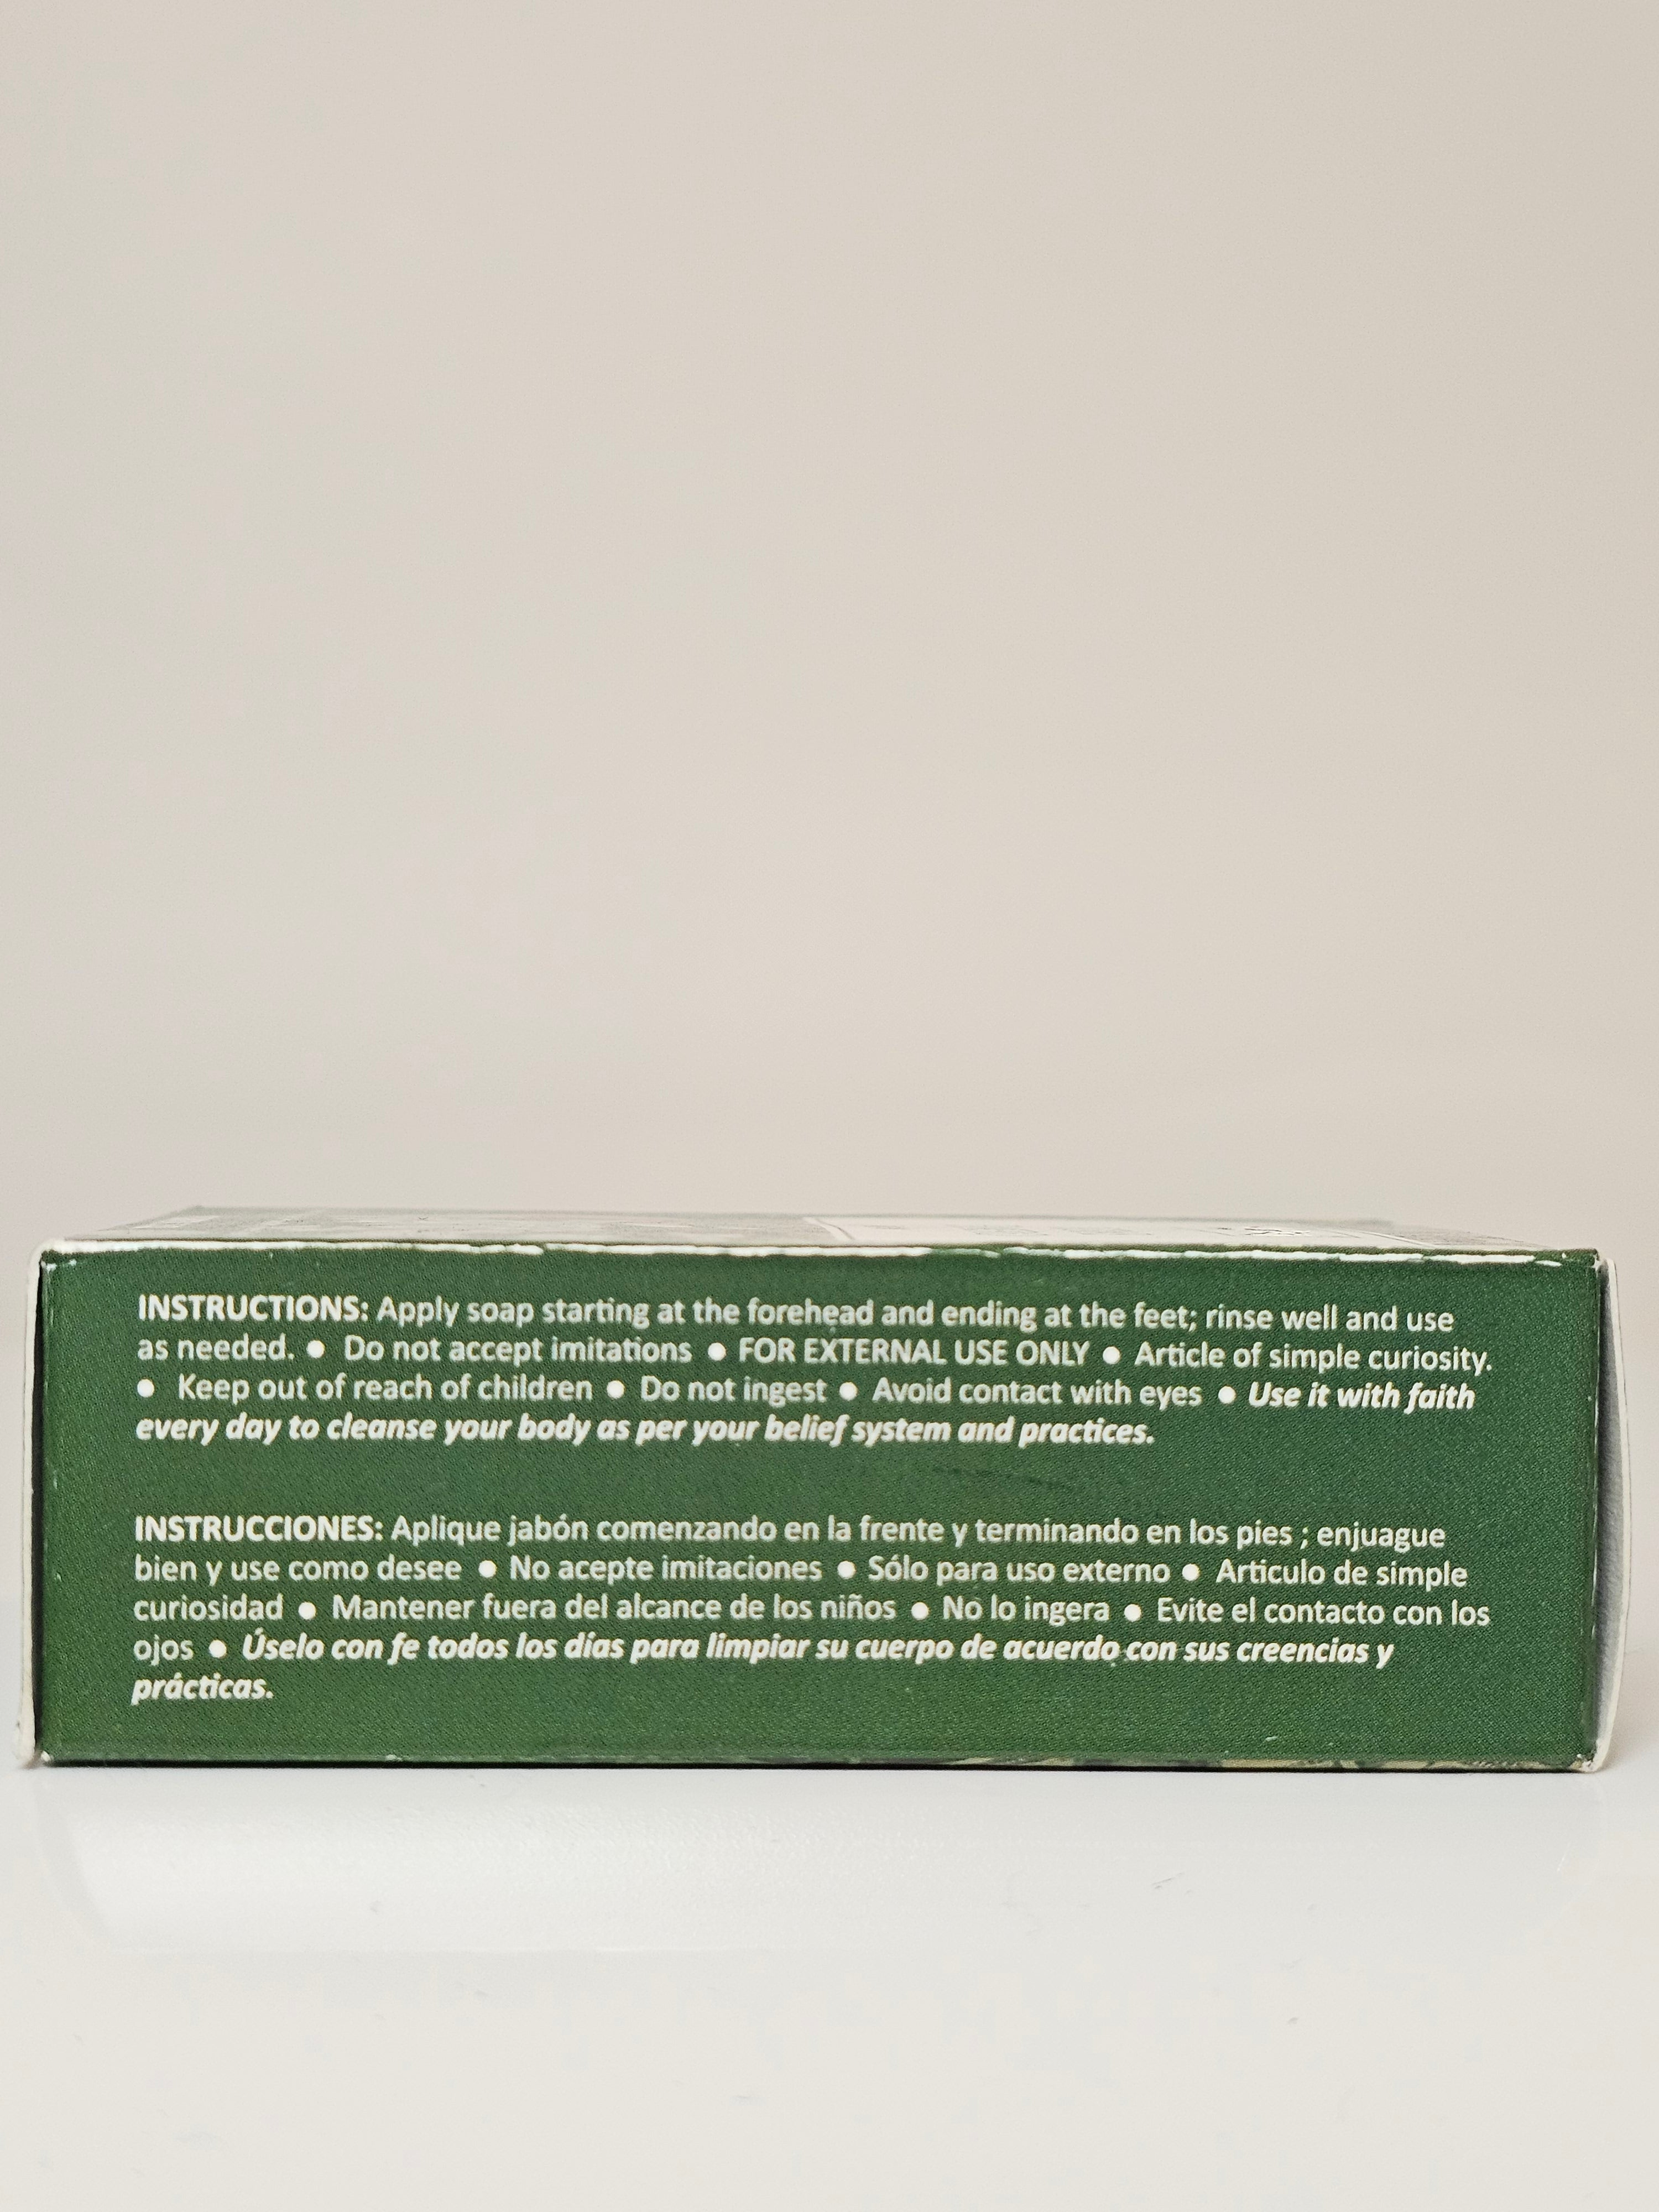 INSTRUCTIONS: Apply soap starting at the forehead and ending at the feet; rinse well and use
as needed. ● Do not accept imitations ● FOR EXTERNAL USE ONLY ● Article of simple curiosity.
● Keep out of reach of children ● Do not ingest ● Avoid contact with eyes ● Use it with faith
every day to cleanse your body as per your belief system and practices.
INSTRUCCIONES: Aplique jabón comenzando en la frente y terminando en los pies ; enjuague
bien y use como desee ● No acepte imitaciones ● Sólo para uso externo ● Articulo de simple
curiosidad ● Mantener fuera del alcance de los niños ● No lo ingera ● Evite el contacto con los
ojos ● Úselo con fe todos los días para limpiar su cuerpo de acuerdo con sus creencias y
prácticas.